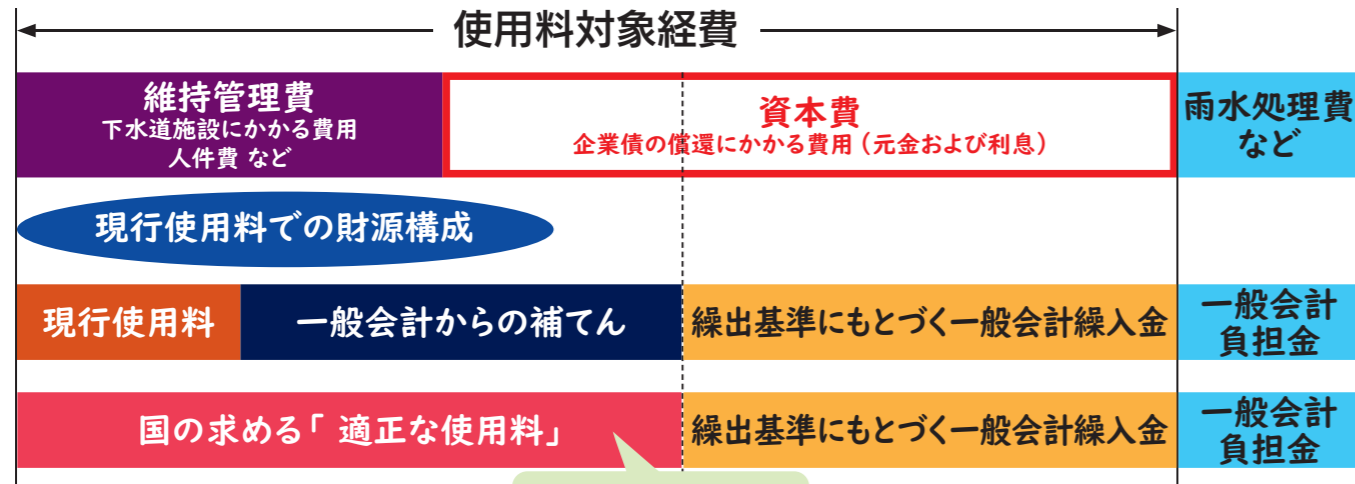 使用料対象経費
維持管理費
下水道施設にかかる費用
人件費 など
資本費
企業債の償還にかかる費用（元金および利息）
雨水処理費
など
現行使用料での財源構成
現行使用料
一般会計からの補てん
繰出基準にもとづく一般会計繰入金
一般会計
負担金
国の求める「 適正な使用料」
繰出基準にもとづく一般会計繰入金
一般会計
負担金